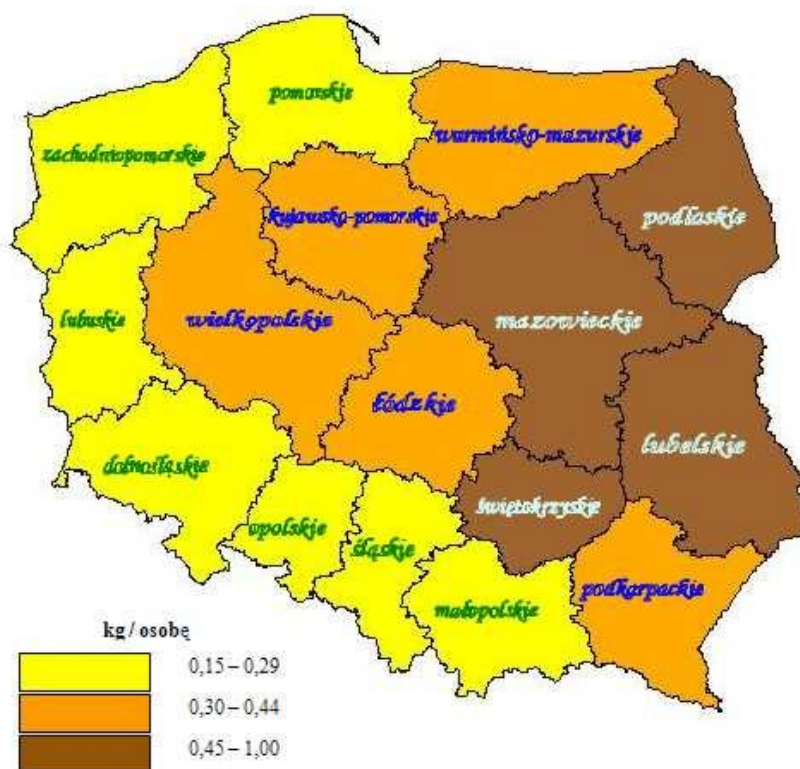 pomorskie
warmińsko-mazurskie
zachodniopomorskie
podlaskie
kujawsko-pomorskie
lubuskie
wielkopolskie
mazowieckie
łódzkie
lubelskie
dolnośląskie
świętokrzyskie
opolskie
śląskie
podkarpackie
małopolskie
kg / osobę
0,15 – 0,29
0,30 – 0,44
0,45 – 1,00